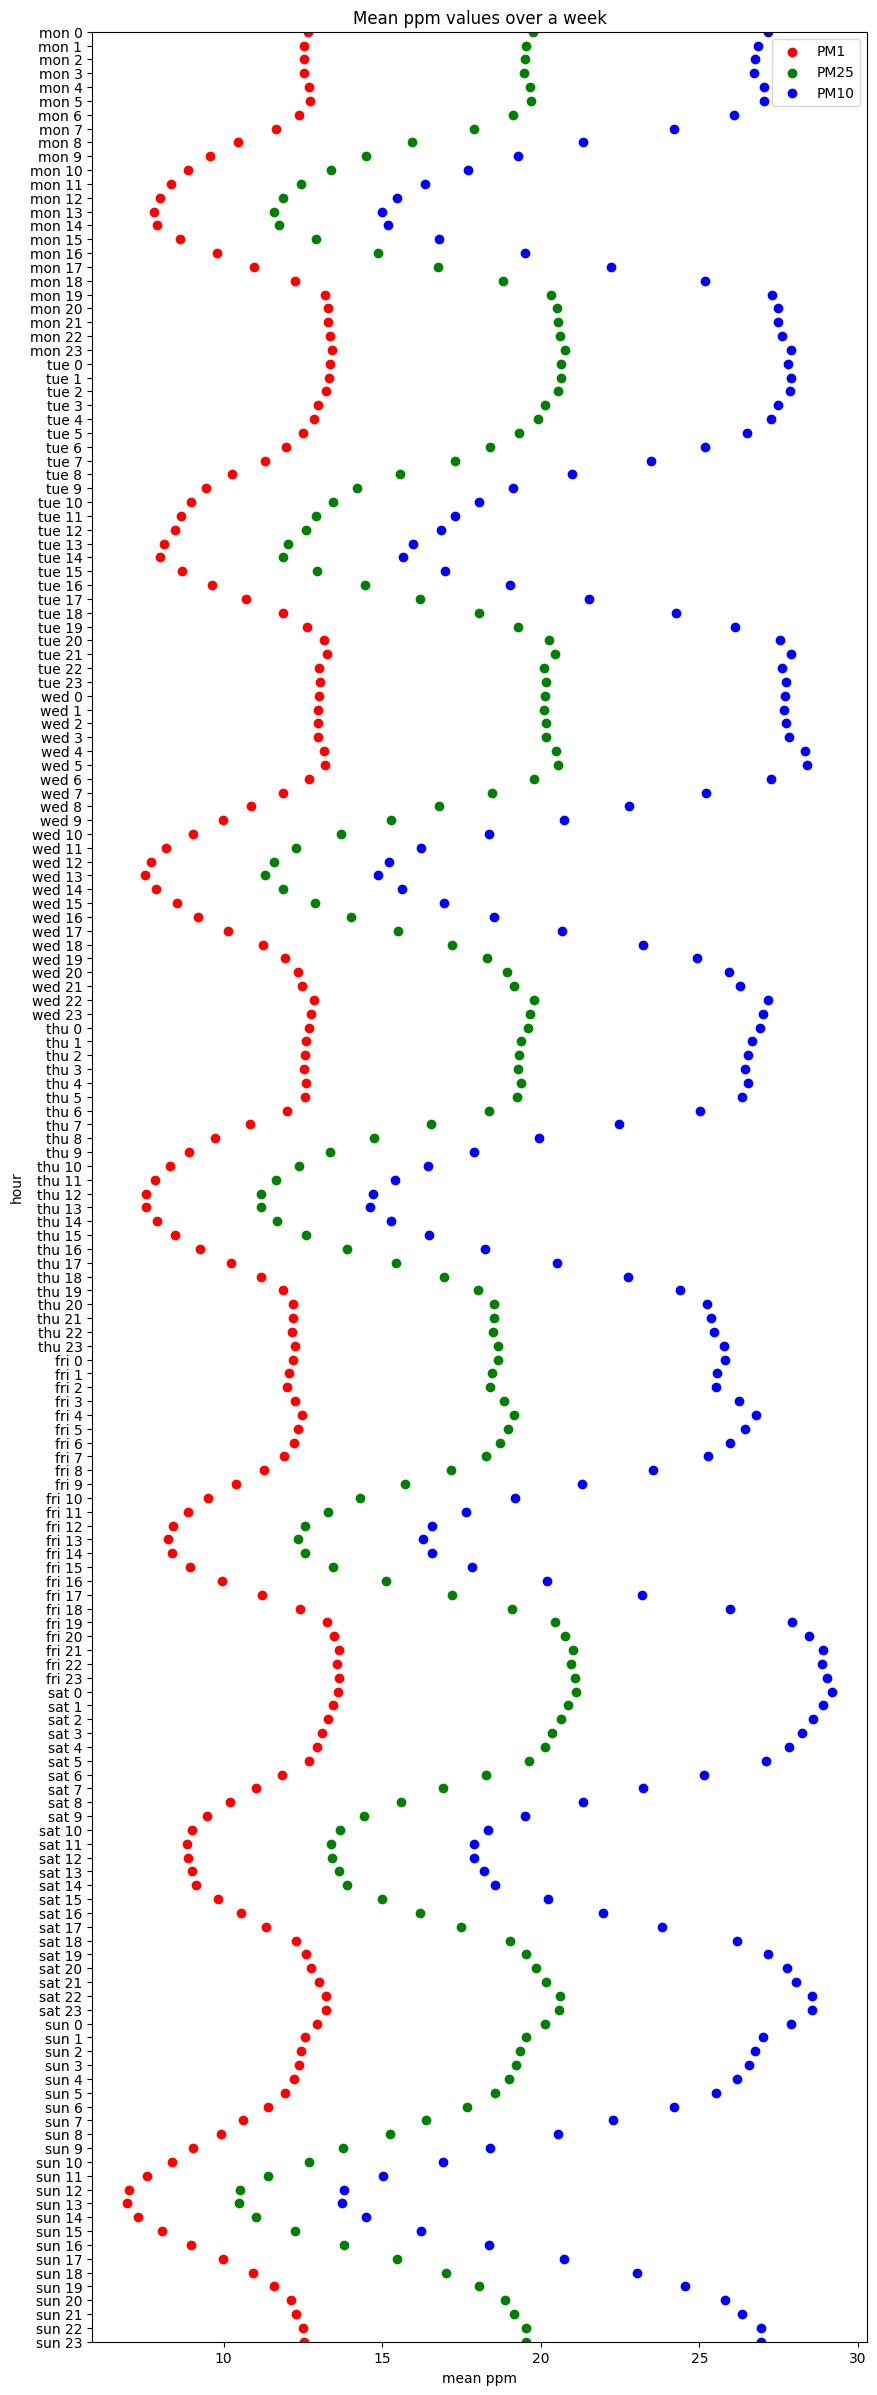 Mean ppm values over a week
PM1
PM25
PM10
mon 0
mon 1
mon 2
mon 3
mon 4
mon 5
mon 6
mon 7
mon 8
mon 9
mon 10
mon 11
mon 12
mon 13
mon 14
mon 15
mon 16
mon 17
mon 18
mon 19
mon 20
mon 21
mon 22
mon 23
tue 0
tue 1
tue 2
tue 3
tue 4
tue 5
tue 6
tue 7
tue 8
tue 9
tue 10
tue 11
tue 12
tue 13
tue 14
tue 15
tue 16
tue 17
tue 18
tue 19
tue 20
tue 21
tue 22
tue 23
wed 0
wed 1
wed 2
wed 3
wed 4
wed 5
wed 6
wed 7
wed 8
wed 9
wed 10
wed 11
wed 12
wed 13
wed 14
wed 15
wed 16
wed 17
wed 18
wed 19
wed 20
wed 21
wed 22
wed 23
thu 0
thu 1
thu 2
thu 3
thu 4
thu 5
thu 6
thu 7
thu 8
thu 9
thu 10
thu 11
thu 12
thu 13
thu 14
thu 15
thu 16
thu 17
thu 18
thu 19
thu 20
thu 21
thu 22
thu 23
fri 0
fri 1
fri 2
fri 3
fri 4
fri 5
fri 6
fri 7
fri 8
fri 9
fri 10
fri 11
fri 12
fri 13
fri 14
fri 15
fri 16
fri 17
fri 18
fri 19
fri 20
fri 21
fri 22
fri 23
sat 0
sat 1
sat 2
sat 3
sat 4
sat 5
sat 6
sat 7
sat 8
sat 9
sat 10
sat 11
sat 12
sat 13
sat 14
sat 15
sat 16
sat 17
sat 18
sat 19
sat 20
sat 21
sat 22
sat 23
sun 0
sun 1
sun 2
sun 3
sun 4
sun 5
sun 6
sun 7
sun 8
sun 9
sun 10
sun 11
sun 12
sun 13
sun 14
sun 15
sun 16
sun 17
sun 18
sun 19
sun 20
sun 21
sun 22
sun 23
hour
10 15 20 25 30
mean ppm